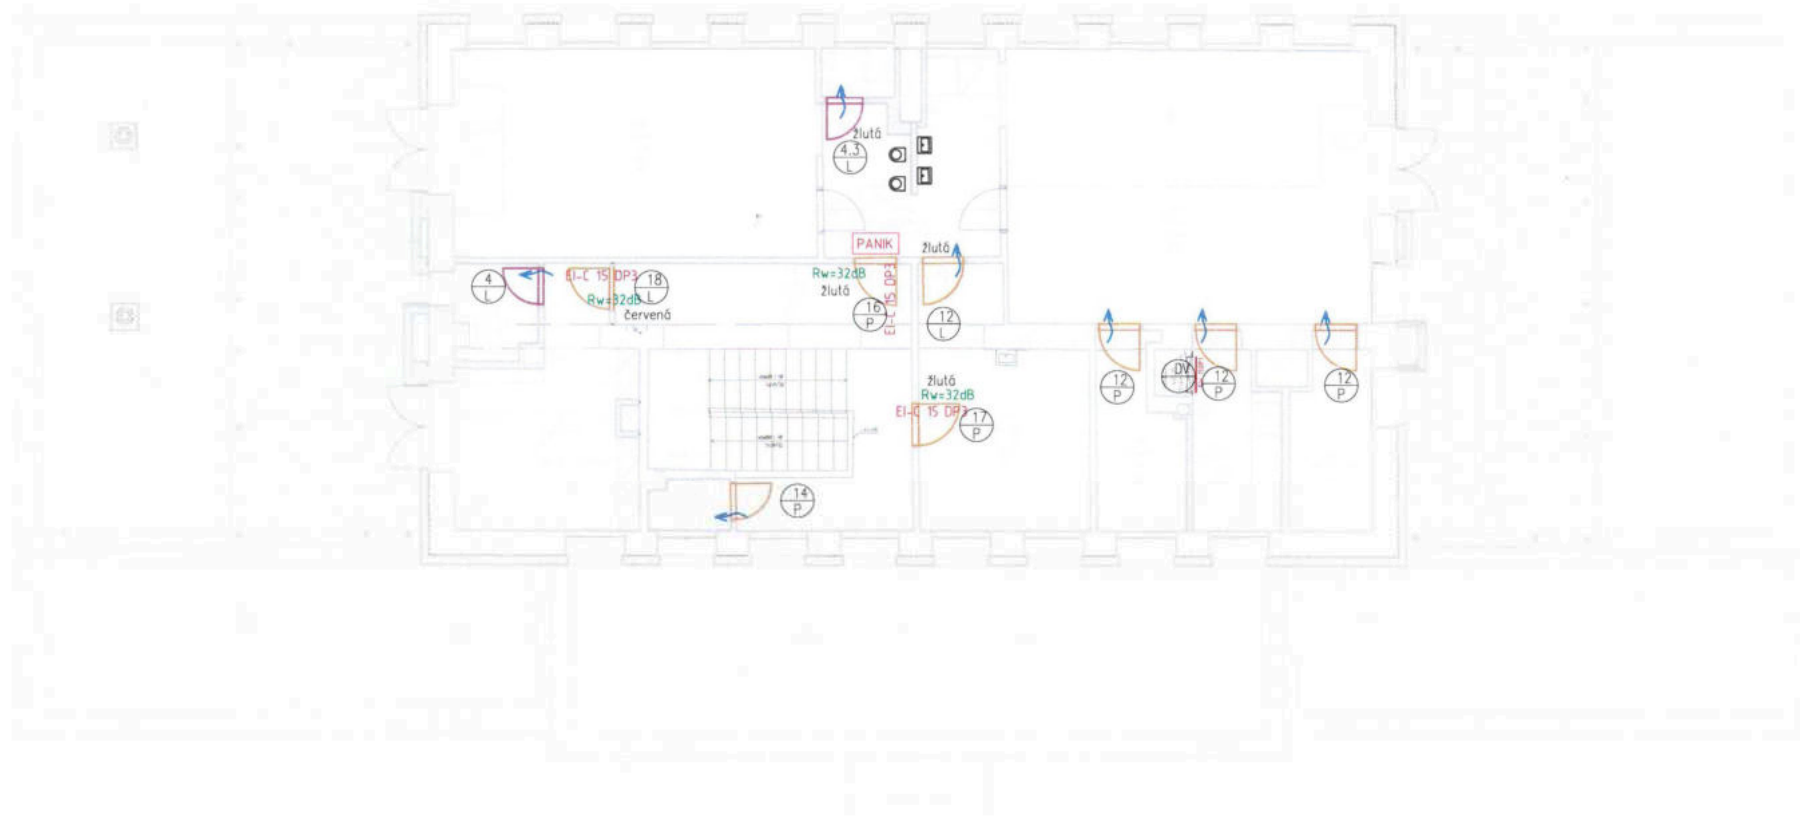 žlutá
4.3
L
PANIK
žlutá
4
L
EI-C 15 DP3
18
L
Rw=32dB
červená
Rw=32dB
žlutá
EI-C 15 DP3
16
P
12
L
žlutá
Rw=32dB
EI-C 15 DP3
17
P
12
P
DV
12
P
12
P
14
P